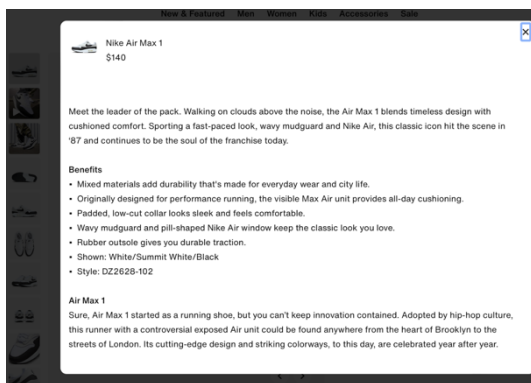 New & Featured Men Women Kids Accessories Sale
×
Nike Air Max 1
$140
Meet the leader of the pack. Walking on clouds above the noise, the Air Max 1 blends timeless design with
cushioned comfort. Sporting a fast-paced look, wavy mudguard and Nike Air, this classic icon hit the scene in
'87 and continues to be the soul of the franchise today.
Benefits
• Mixed materials add durability that's made for everyday wear and city life.
• Originally designed for performance running, the visible Max Air unit provides all-day cushioning.
• Padded, low-cut collar looks sleek and feels comfortable.
• Wavy mudguard and pill-shaped Nike Air window keep the classic look you love.
• Rubber outsole gives you durable traction.
• Shown: White/Summit White/Black
• Style: DZ2628-102
Air Max 1
Sure, Air Max 1 started as a running shoe, but you can't keep innovation contained. Adopted by hip-hop culture,
this runner with a controversial exposed Air unit could be found anywhere from the heart of Brooklyn to the
streets of London. Its cutting-edge design and striking colorways, to this day, are celebrated year after year.